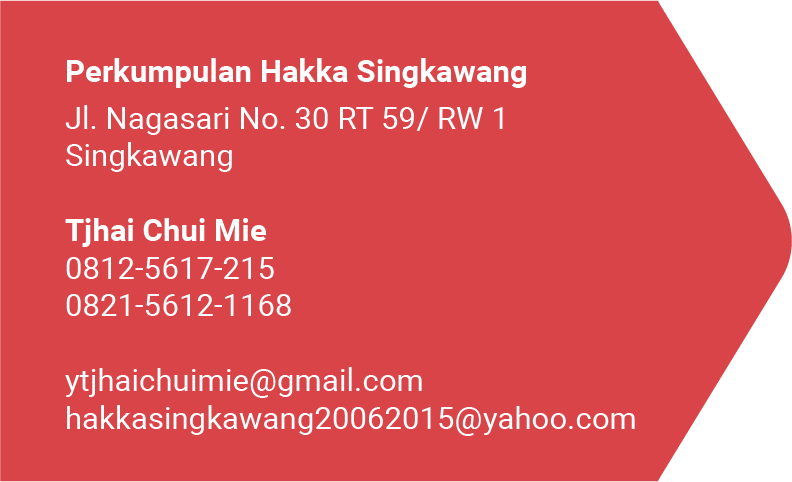 Perkumpulan Hakka Singkawang
Jl. Nagasari No. 30 RT 59/ RW 1
Singkawang
Tjhai Chui Mie
0812-5617-215
0821-5612-1168
ytjhaichuimie@gmail.com
hakkasingkawang20062015@yahoo.com